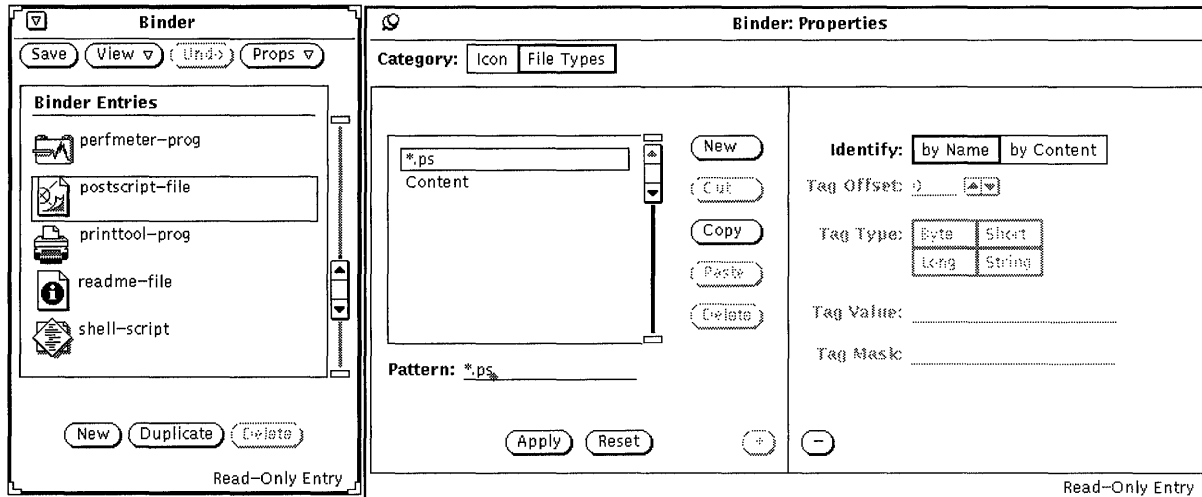 Binder
Save View Undo Props
Binder Entries
perfmeter-prog
postscript-file
printtool-prog
readme-file
shell-script
New Duplicate Delete
Read-Only Entry
Binder: Properties
Category: Icon File Types
*.ps
Content
New
Cut
Copy
Paste
Delete
Pattern: *.ps
Apply Reset +
Identify: by Name by Content
Tag Offset: 0
Tag Type: Byte Short
Long String
Tag Value:
Tag Mask:
-
Read-Only Entry